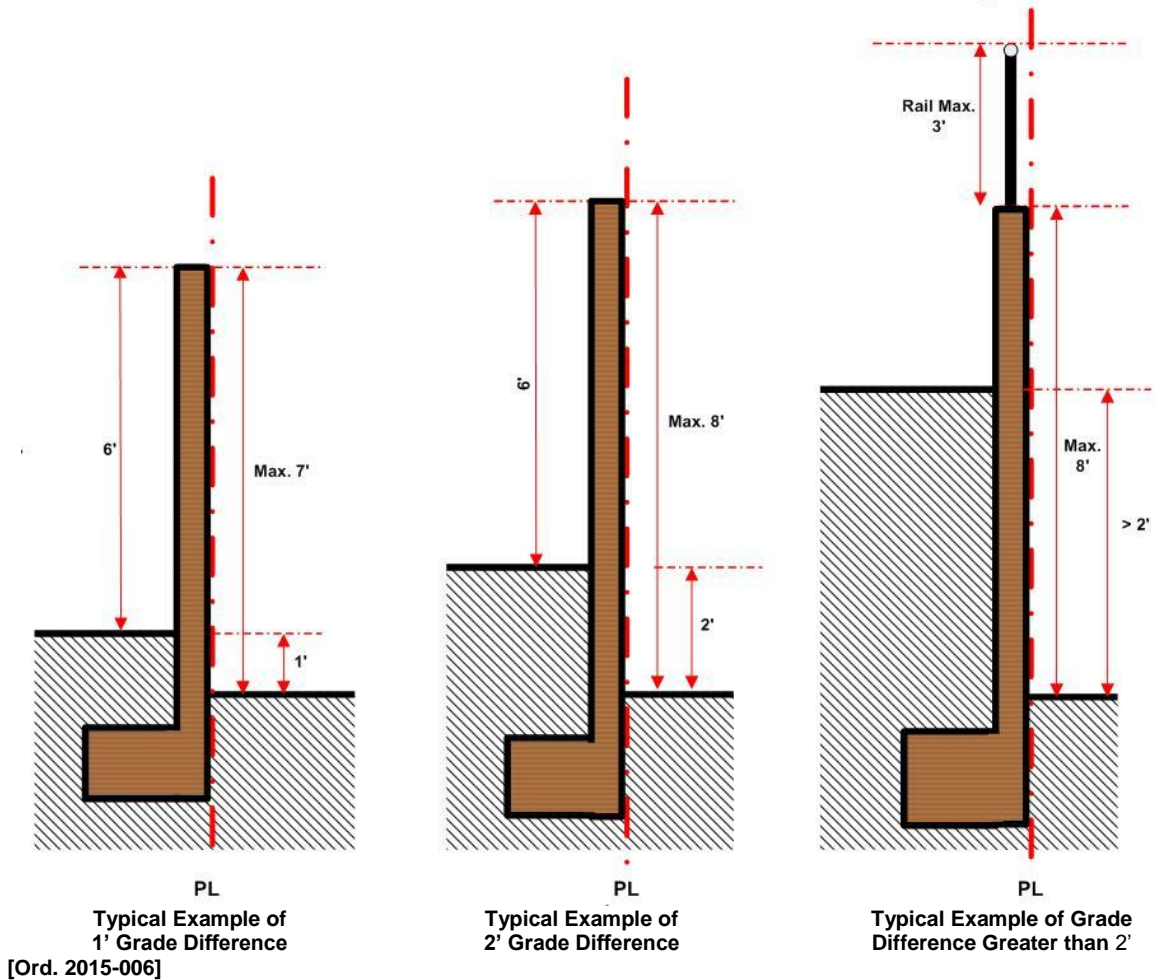 Rail Max.
3'
6'
Max. 7'
1'
6'
Max. 8'
2'
Max.
8'
> 2'
PL
PL
PL
Typical Example of
1’ Grade Difference
Typical Example of
2’ Grade Difference
Typical Example of Grade
Difference Greater than 2’
[Ord. 2015-006]